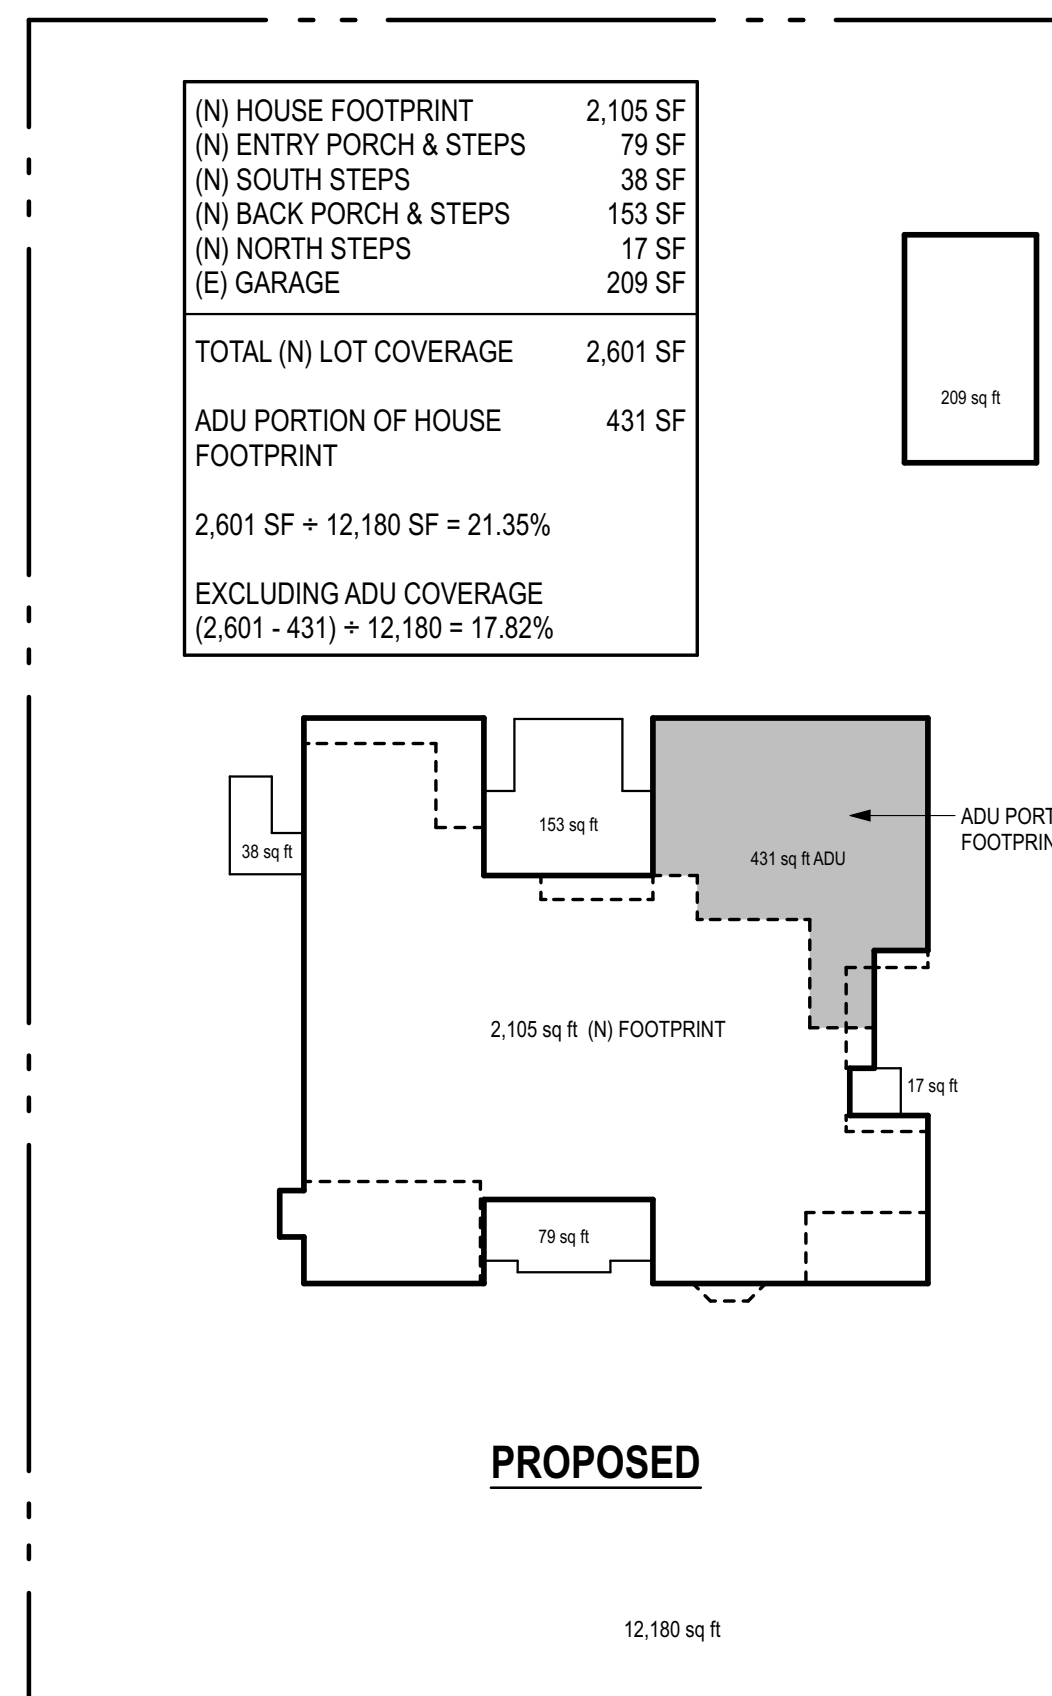 (N) HOUSE FOOTPRINT 2,105 SF
(N) ENTRY PORCH & STEPS 79 SF
(N) SOUTH STEPS 38 SF
(N) BACK PORCH & STEPS 153 SF
(N) NORTH STEPS 17 SF
(E) GARAGE 209 SF
TOTAL (N) LOT COVERAGE 2,601 SF
ADU PORTION OF HOUSE 431 SF
FOOTPRINT
2,601 SF ÷ 12,180 SF = 21.35%
EXCLUDING ADU COVERAGE
(2,601 - 431) ÷ 12,180 = 17.82%
209 sq ft
153 sq ft
38 sq ft
431 sq ft ADU
ADU
2,105 sq ft (N) FOOTPRINT
17 sq ft
79 sq ft
PROPOSED
12,180 sq ft